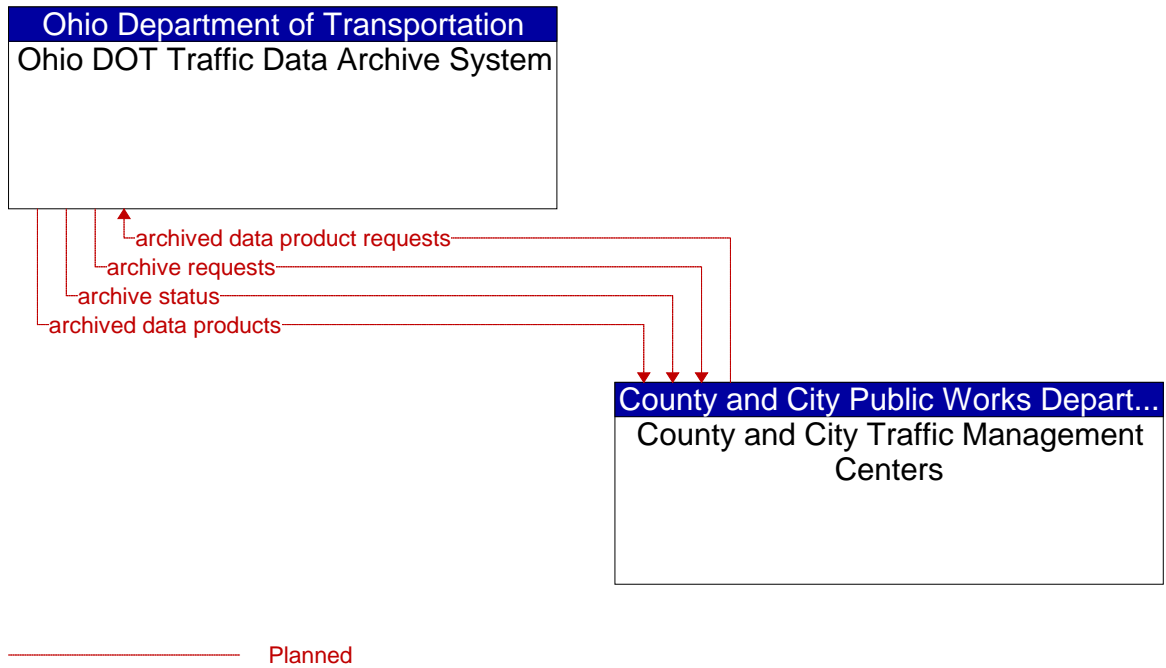 Ohio Department of Transportation
Ohio DOT Traffic Data Archive System
archived data product requests
archive requests
archive status
archived data products
County and City Public Works Depart...
County and City Traffic Management
Centers
Planned